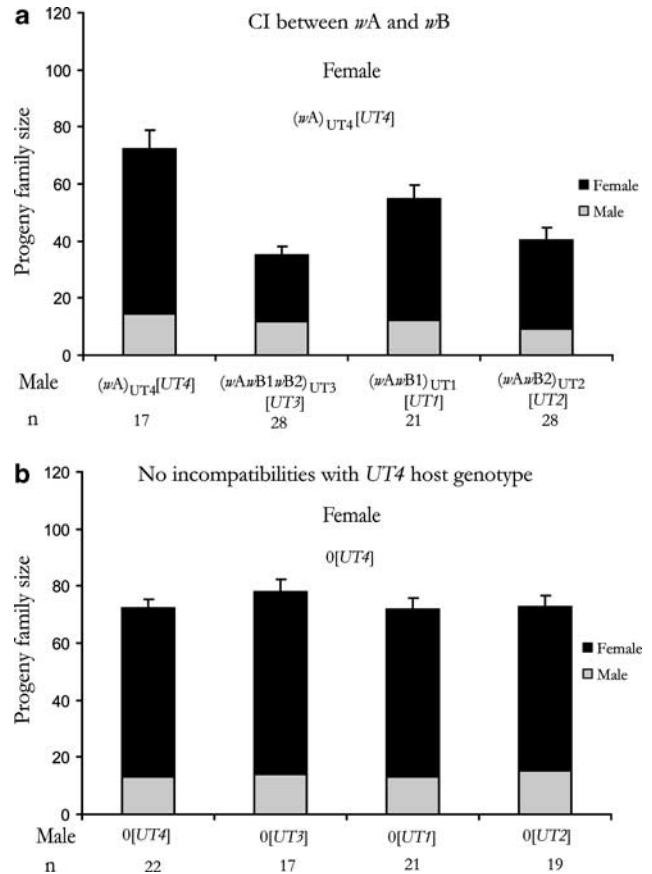 a
CI between wA and wB
Female
(wA)UT4[UT4]
Progeny family size
120
100
80
60
40
20
0
Female
Male
Male
(wA)UT4[UT4]
(wAwB1wB2)UT3
[UT3]
(wAwB1)UT1
[UT1]
(wAwB2)UT2
[UT2]
n
17
28
21
28
b
No incompatibilities with UT4 host genotype
Female
0[UT4]
Progeny family size
120
100
80
60
40
20
0
Female
Male
Male
0[UT4]
0[UT3]
0[UT1]
0[UT2]
n
22
17
21
19